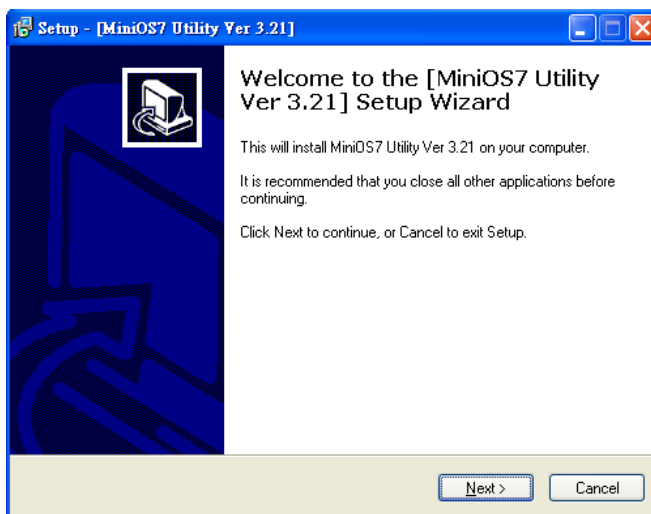 Setup - [MiniOS7 Utility Ver 3.21]
Welcome to the [MiniOS7 Utility
Ver 3.21] Setup Wizard
This will install MiniOS7 Utility Ver 3.21 on your computer.
It is recommended that you close all other applications before
continuing.
Click Next to continue, or Cancel to exit Setup.
Next >
Cancel